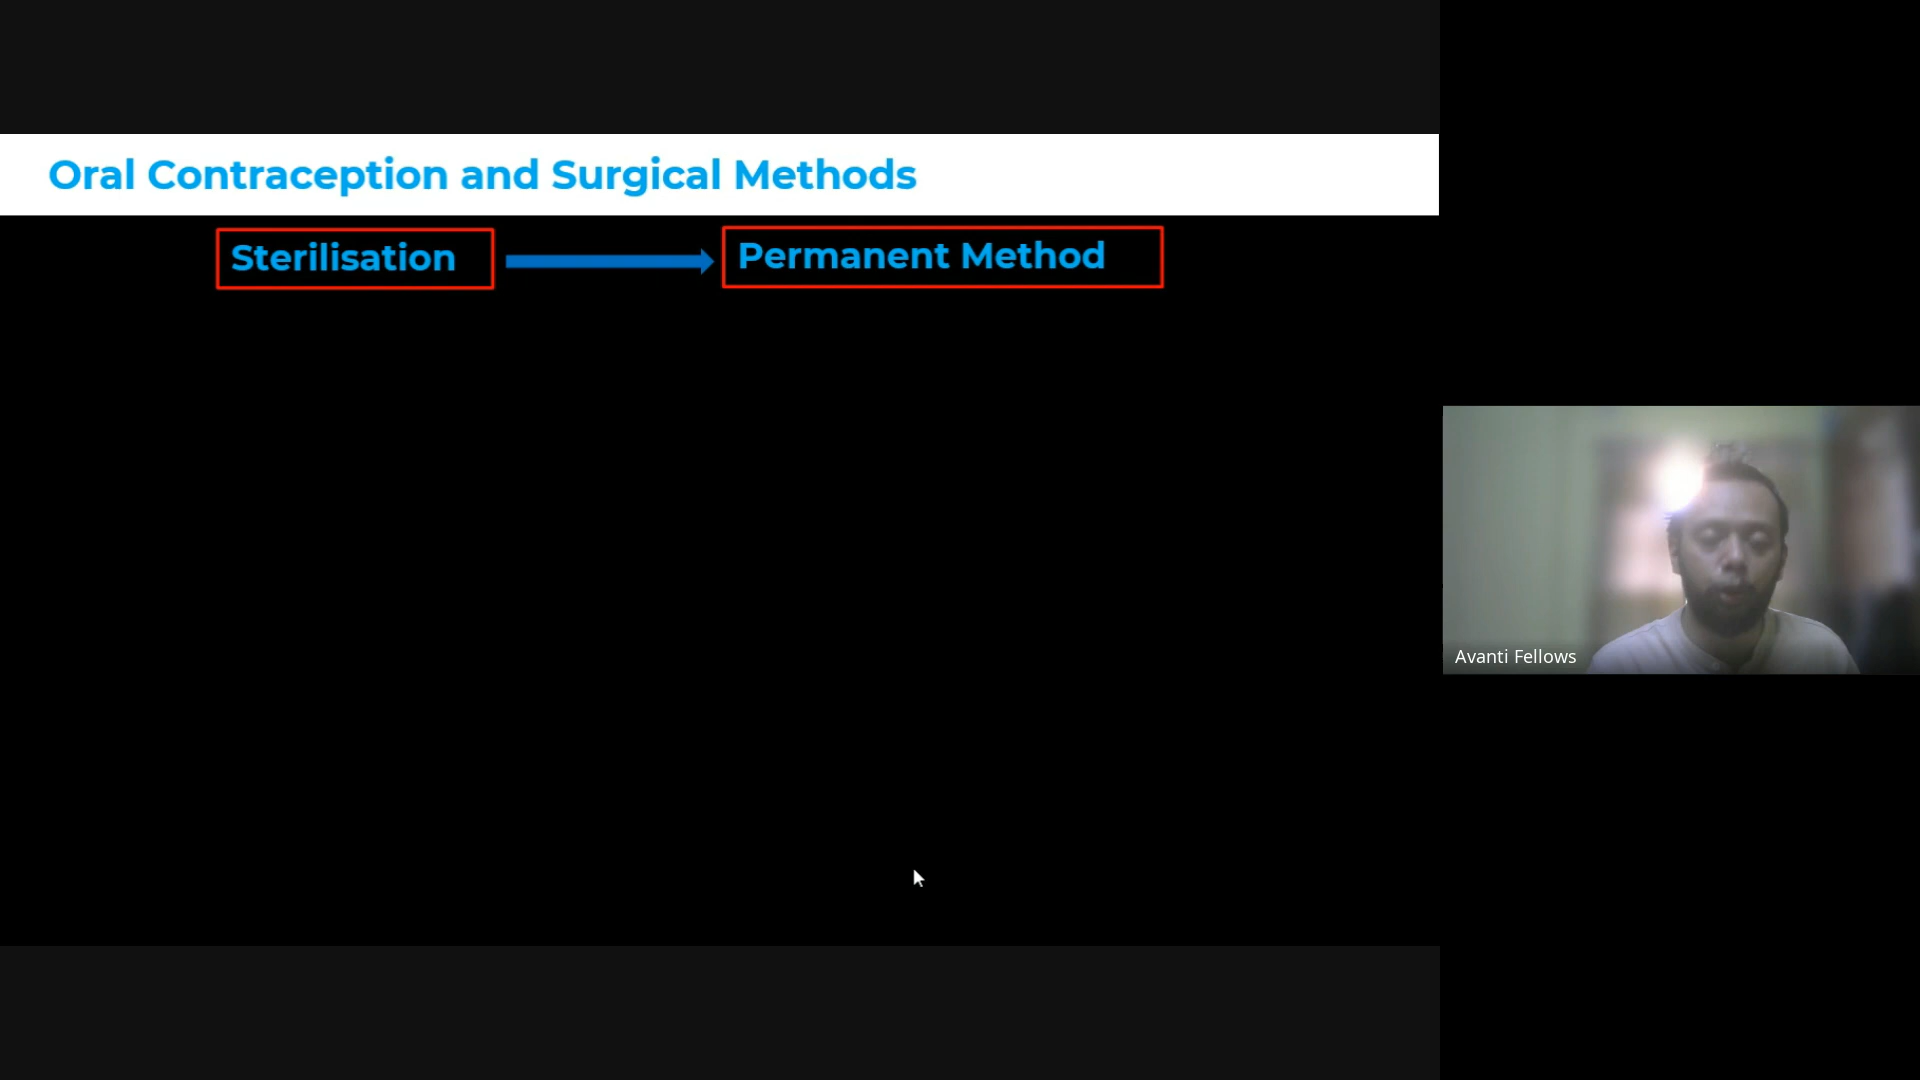 Oral Contraception and Surgical Methods
Sterilisation
Permanent Method
Avanti Fellows